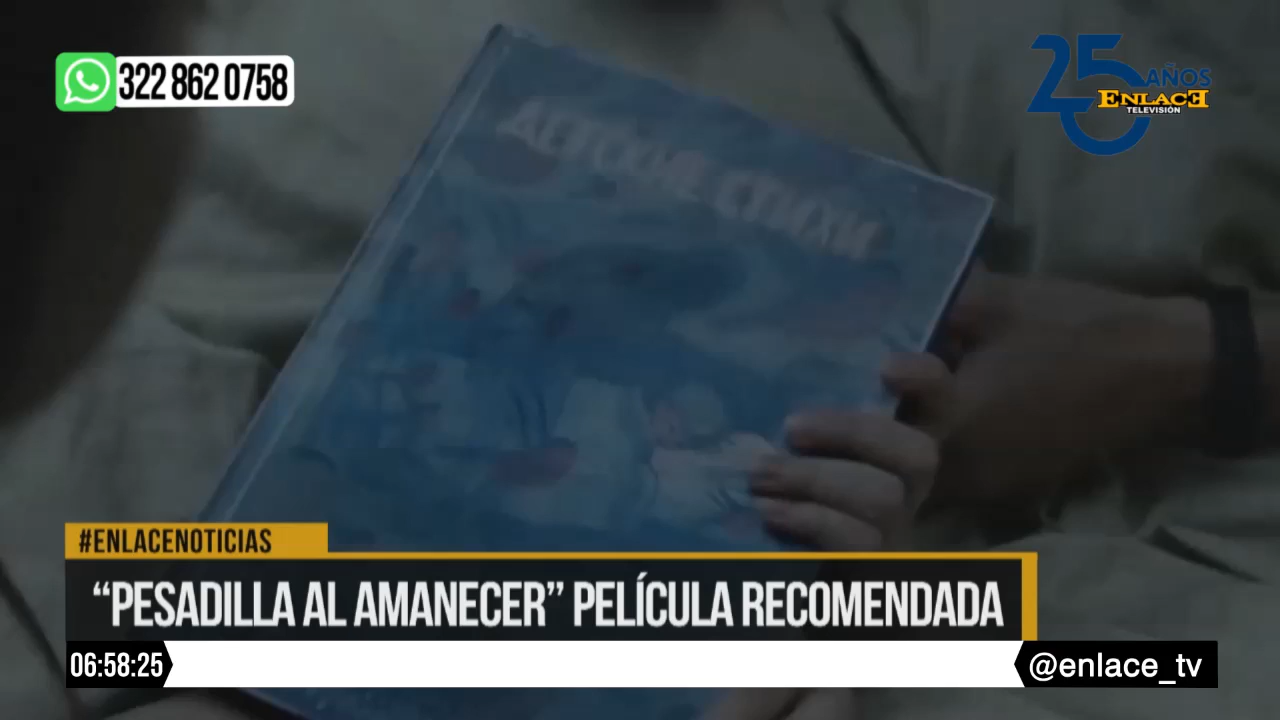 322 862 0758
25 AÑOS
ENLACE
TELEVISIÓN
#ENLACENOTICIAS
“PESADILLA AL AMANECER” PELÍCULA RECOMENDADA
06:58:25
@enlace_tv